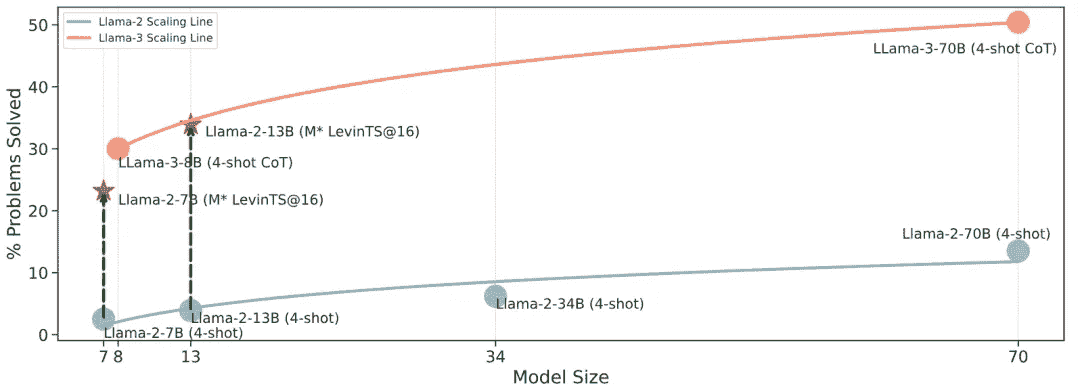 Llama-2 Scaling Line
Llama-3 Scaling Line
% Problems Solved
50
40
30
20
10
0
LLama-3-70B (4-shot CoT)
Llama-2-13B (M* LevinTS@16)
LLama-3-8B (4-shot CoT)
Llama-2-7B (M* LevinTS@16)
Llama-2-70B (4-shot)
Llama-2-34B (4-shot)
Llama-2-13B (4-shot)
Llama-2-7B (4-shot)
7 8 13 34 70
Model Size